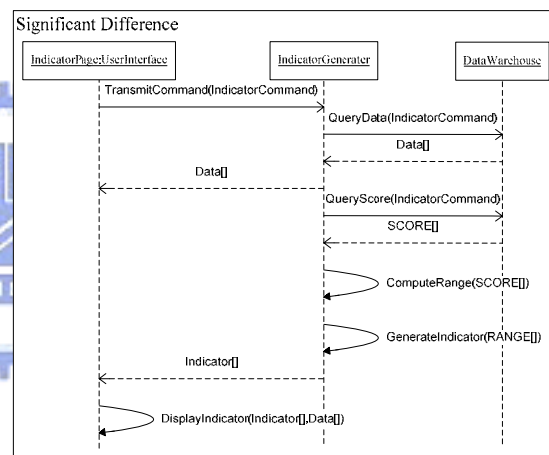 Significant Difference
IndicatorPage:UserInterface
IndicatorGenerater
DataWarehouse
TransmitCommand(IndicatorCommand)
QueryData(IndicatorCommand)
Data[]
Data[]
QueryScore(IndicatorCommand)
SCORE[]
ComputeRange(SCORE[])
GenerateIndicator(RANGE[])
Indicator[]
DisplayIndicator(Indicator[],Data[])